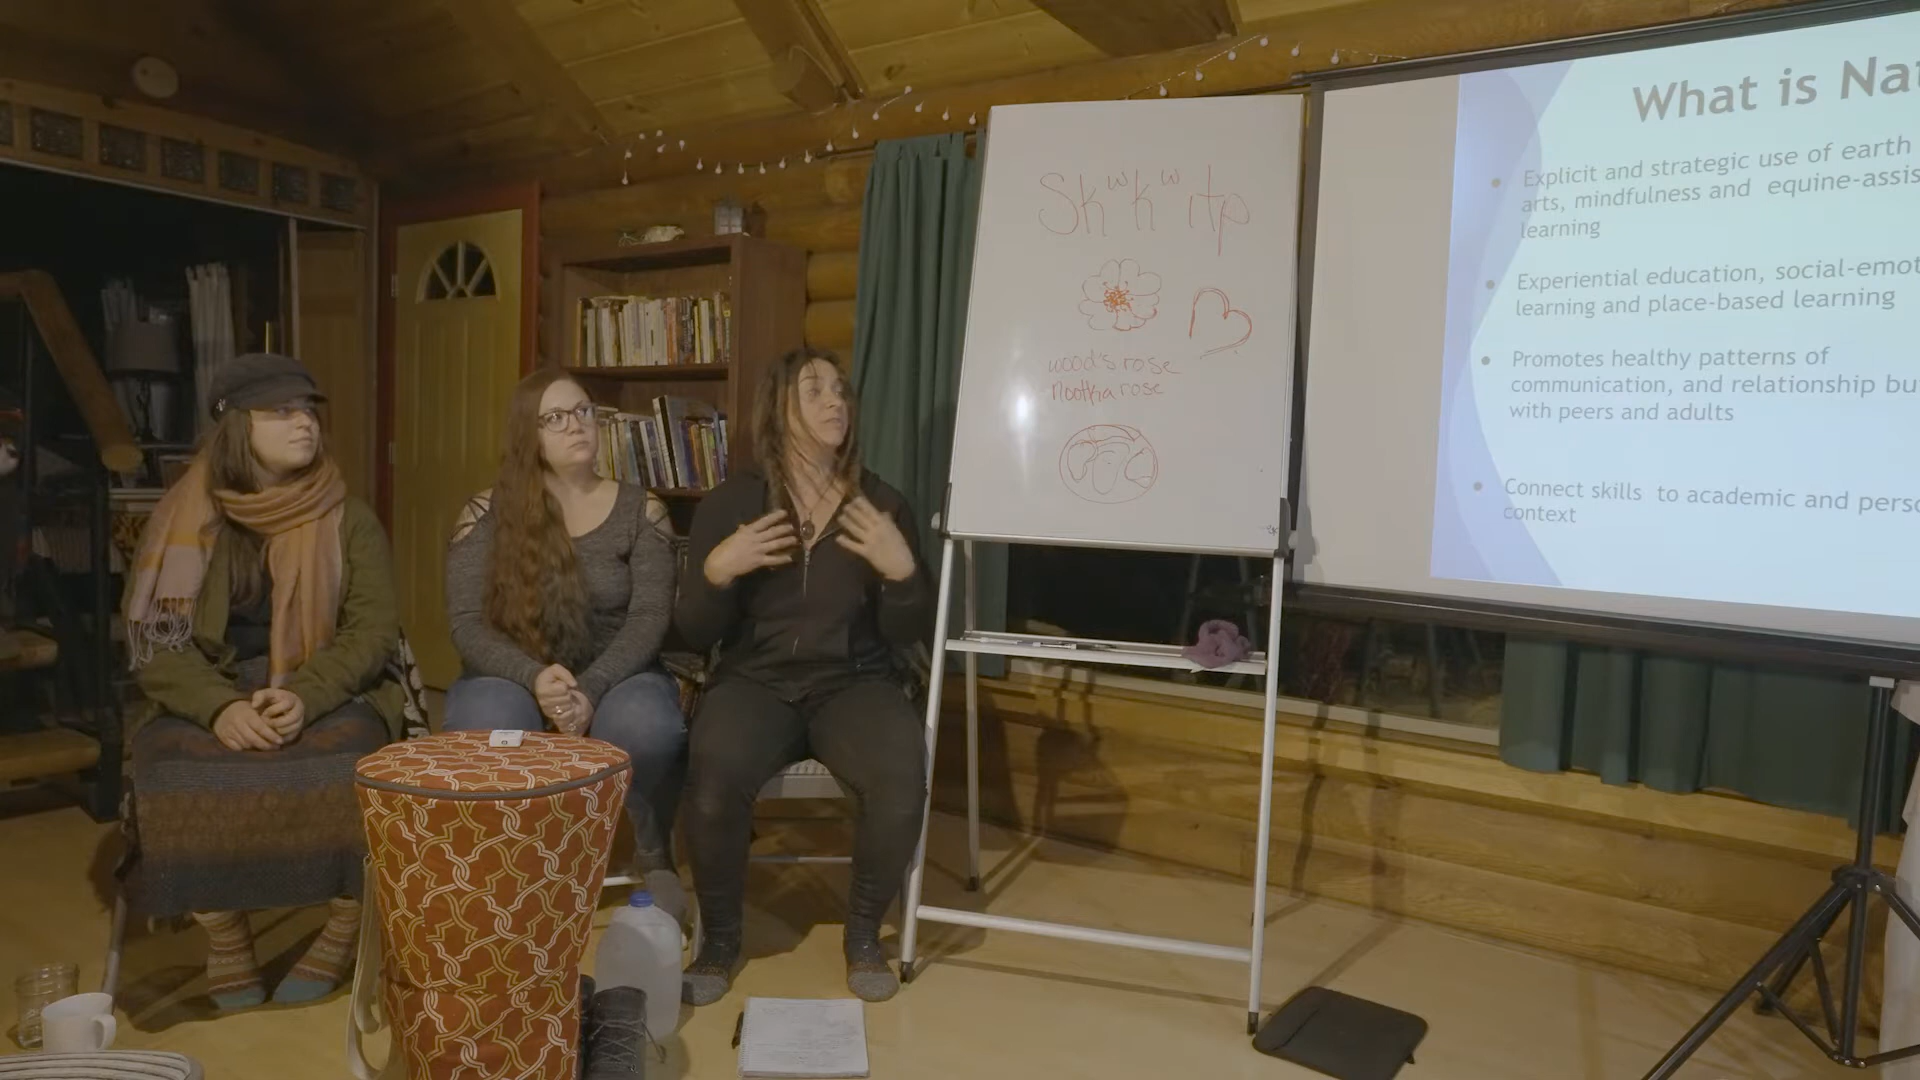 Skʷkʷitp
wood's rose
Nootka rose
What is Na
Explicit and strategic use of earth
arts, mindfulness and equine-assis
learning
Experiential education, social-emot
learning and place-based learning
Promotes healthy patterns of
communication, and relationship bu
with peers and adults
Connect skills to academic and perso
context